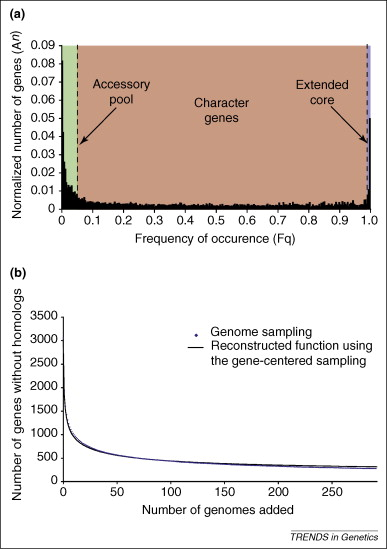 (a)
Normalized number of genes (An)
0.09
0.08
0.07
0.06
0.05
0.04
0.03
0.02
0.01
0
Accessory
pool
Character
genes
Extended
core
0 0.1 0.2 0.3 0.4 0.5 0.6 0.7 0.8 0.9 1.0
Frequency of occurence (Fq)
(b)
Number of genes without homologs
3500
3000
2500
2000
1500
1000
500
0
Genome sampling
Reconstructed function using
the gene-centered sampling
0 50 100 150 200 250
Number of genomes added
TRENDS in Genetics